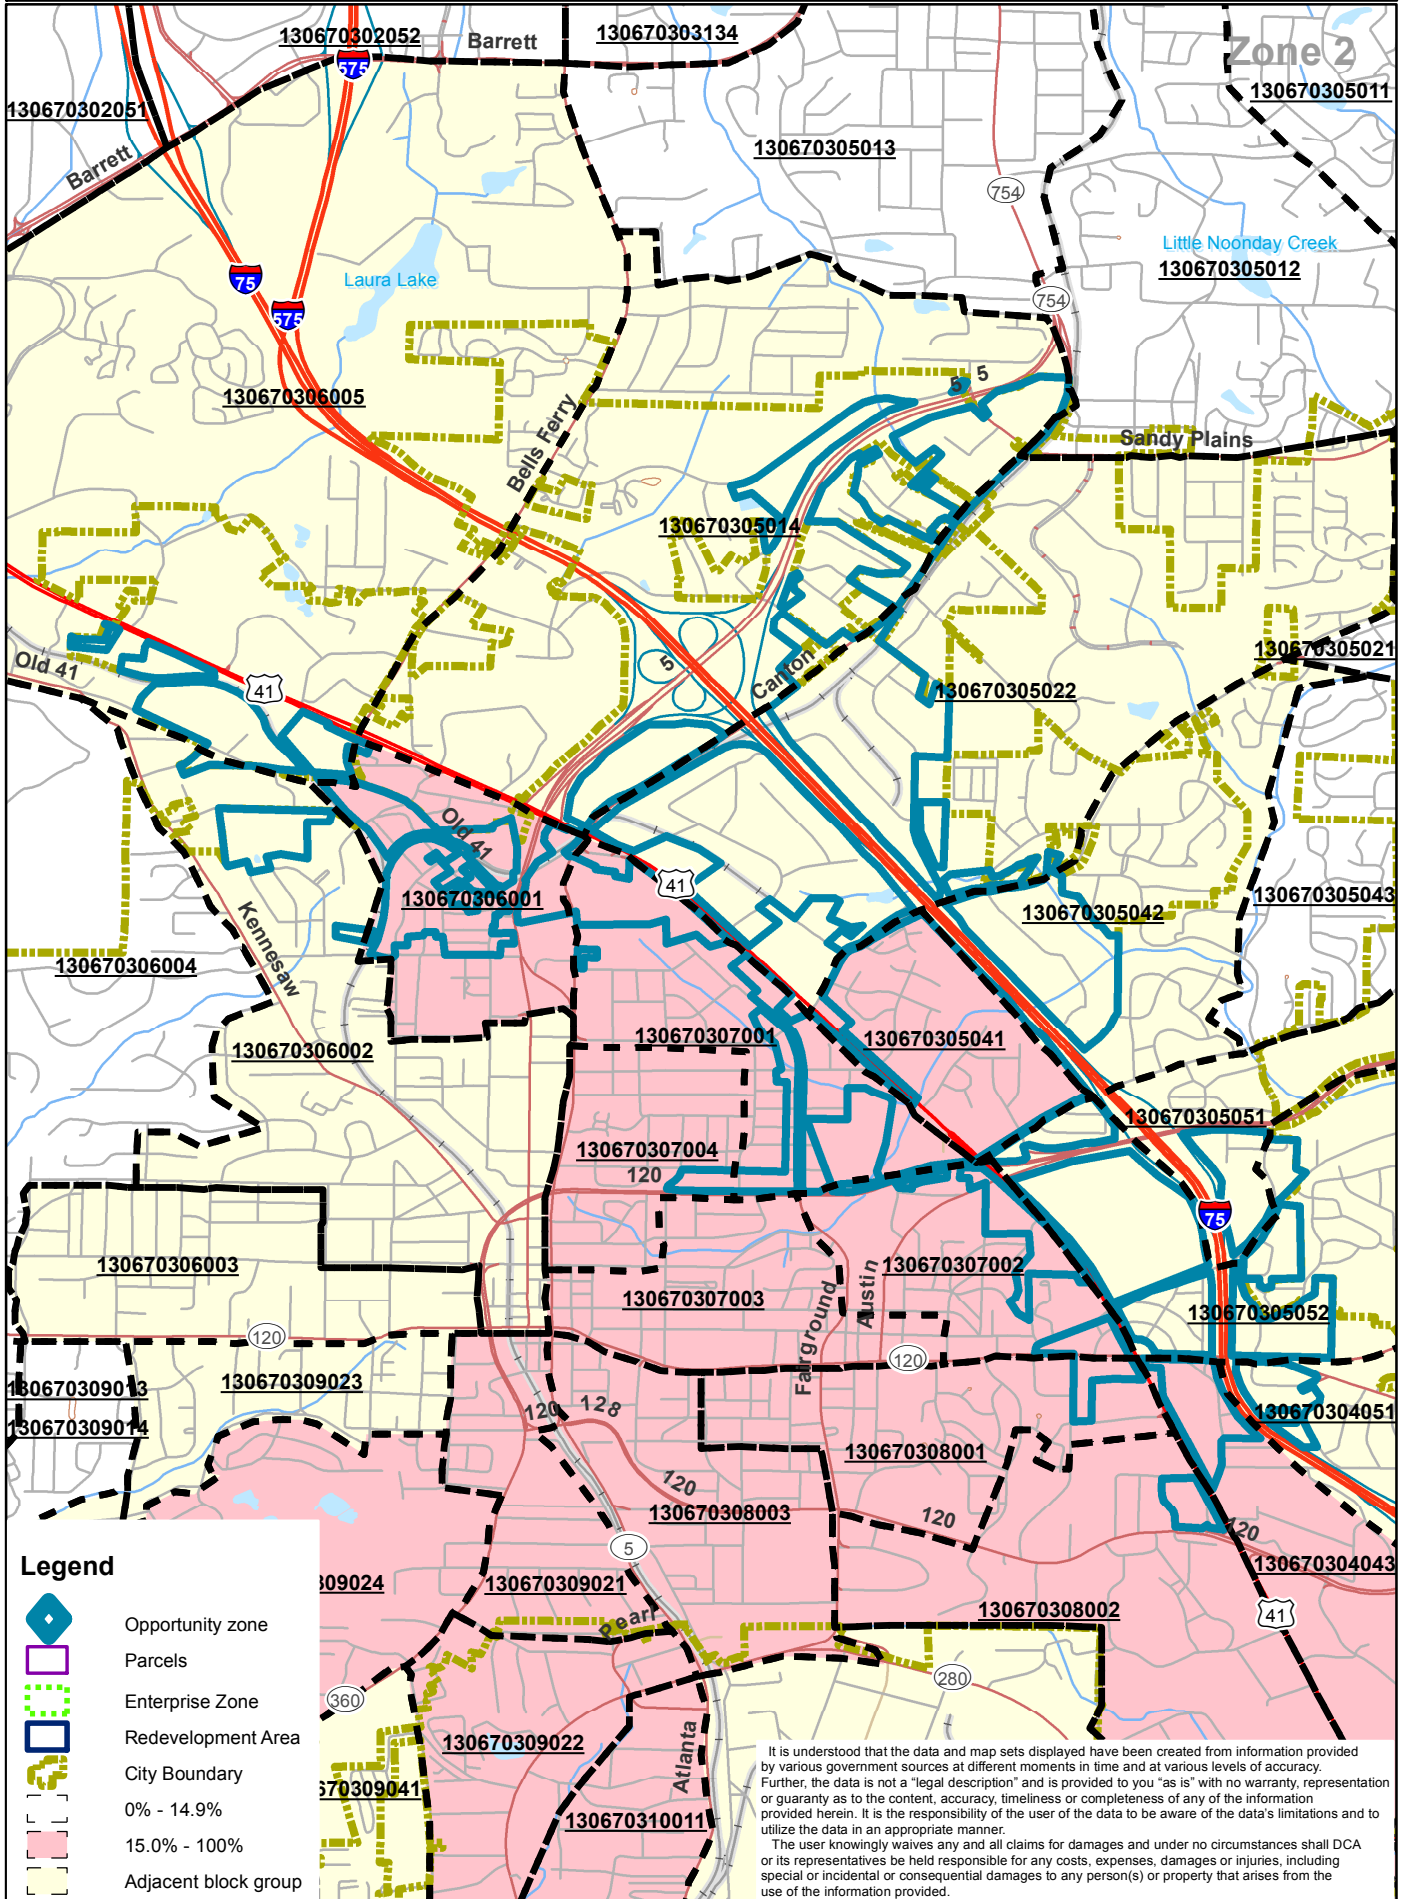 130670302052
Barrett
130670303134
Zone 2
575
130670305011
130670302051
130670305013
Barrett
754
Little Noonday Creek
130670305012
75
Laura Lake
754
575
5 5
130670306005
Bells Ferry
Sandy Plains
130670305014
130670305021
Old 41
5
Canton
41
130670305022
Old 41
41
130670306001
130670305043
130670305042
Kennesaw
130670306004
130670307001
130670305041
130670306002
130670305051
130670307004
120
75
130670306003
130670307002
Austin
130670307003
Fairground
130670305052
120
120
130670309013
130670309023
120 128
130670304051
130670309014
130670308001
120
130670308003
120
120
5
130670304043
309024
130670309021
130670308002
Pearl
41
280
360
130670309022
Atlanta
670309041
130670310011
Legend
Opportunity zone
Parcels
Enterprise Zone
Redevelopment Area
City Boundary
0% - 14.9%
15.0% - 100%
Adjacent block group
It is understood that the data and map sets displayed have been created from information provided
by various government sources at different moments in time and at various levels of accuracy.
Further, the data is not a "legal description" and is provided to you "as is" with no warranty, representation
or guaranty as to the content, accuracy, timeliness or completeness of any of the information
provided herein. It is the responsibility of the user of the data to be aware of the data's limitations and to
utilize the data in an appropriate manner.
The user knowingly waives any and all claims for damages and under no circumstances shall DCA
or its representatives be held responsible for any costs, expenses, damages or injuries, including
special or incidental or consequential damages to any person(s) or property that arises from the
use of the information provided.